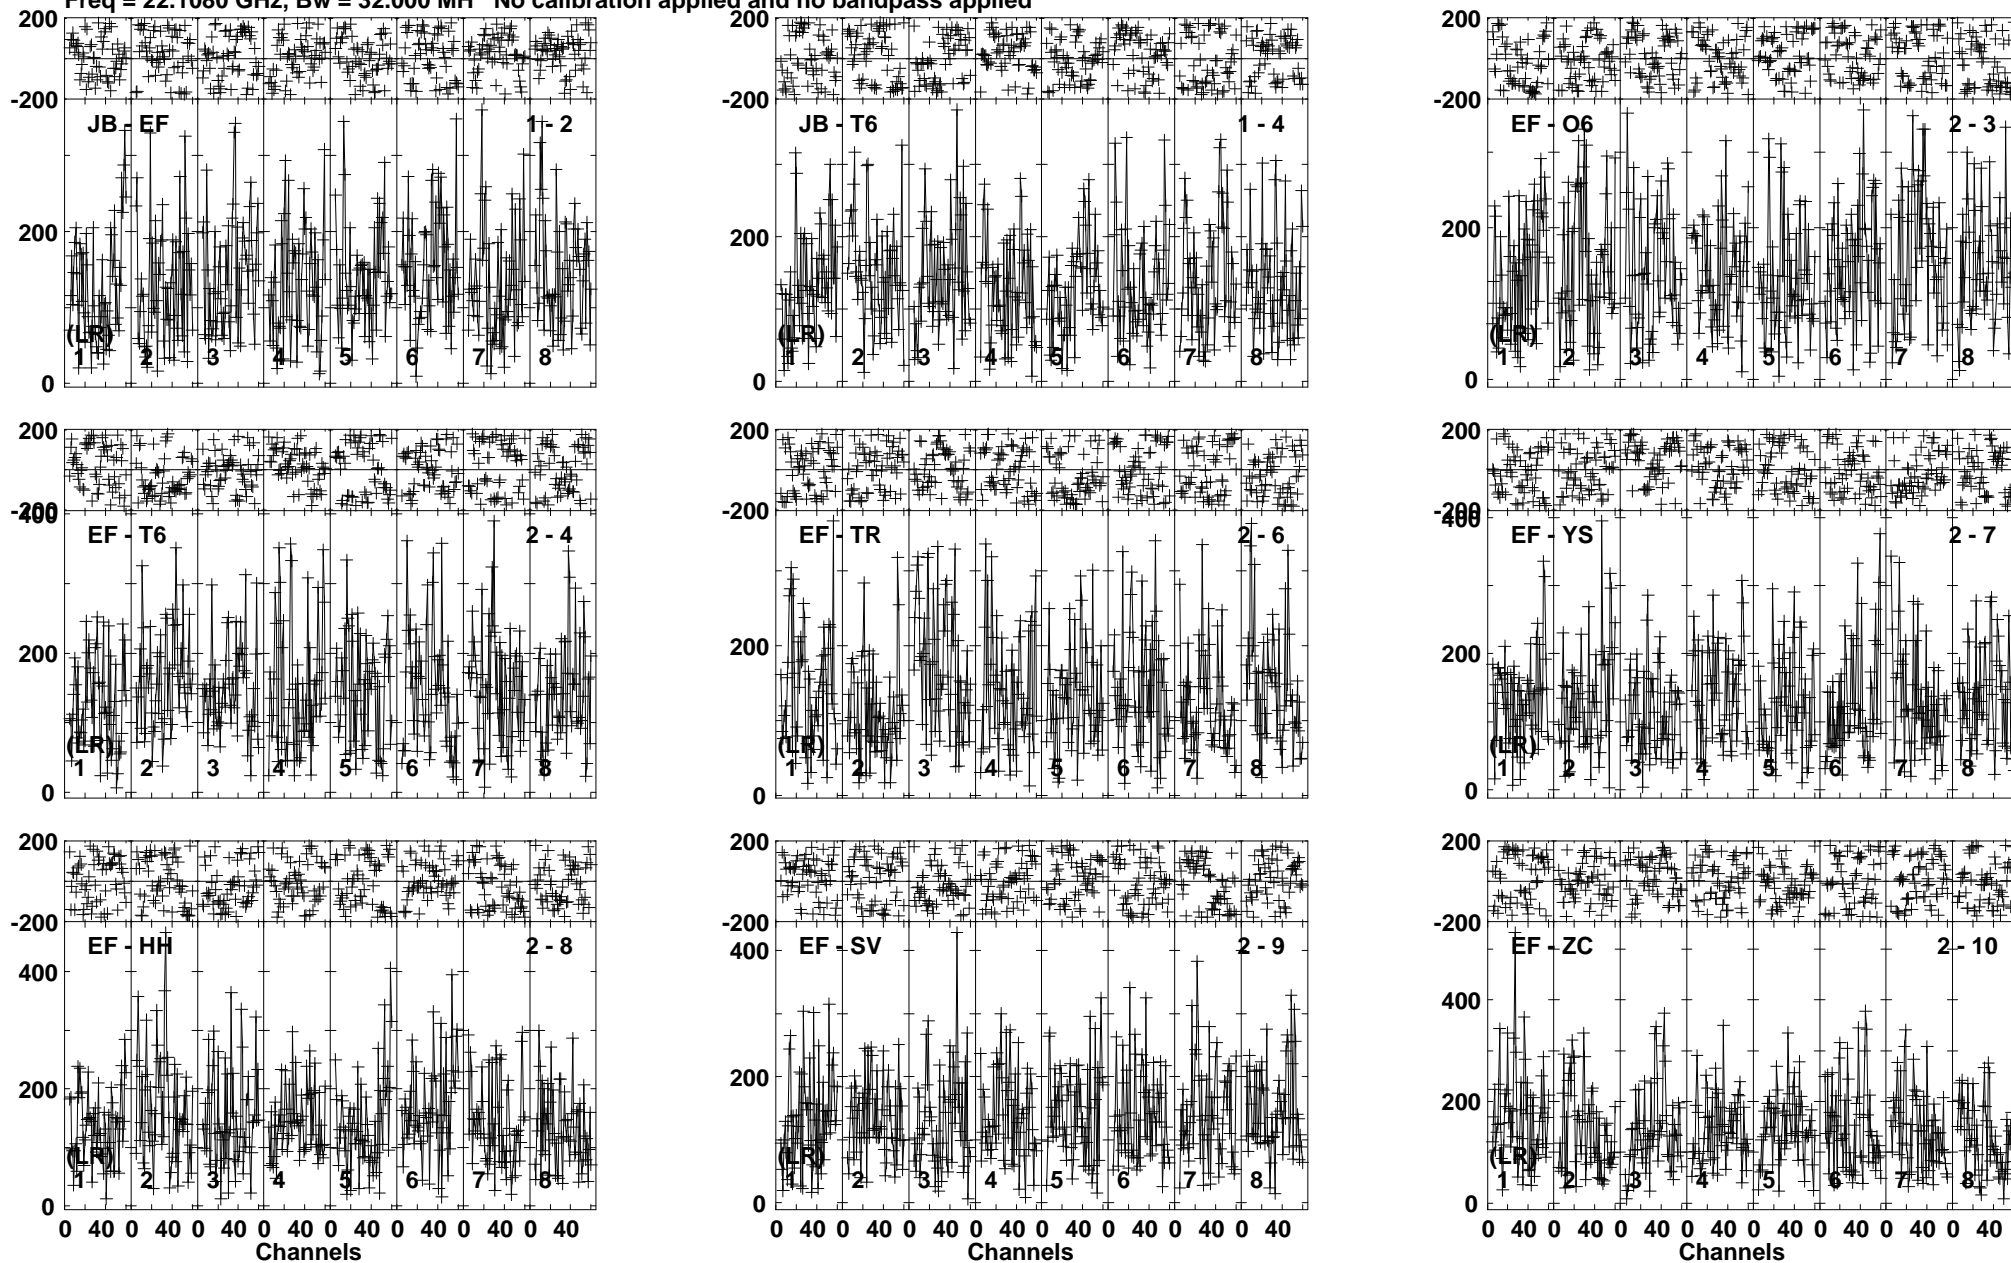 Freq = 22.1080 GHz, Bw = 32.000 MH No calibration applied and no bandpass applied
200
-200
JB - EF 1 - 2
200
(LR)
1 2 3 4 5 6 7 8
0
200
-200
JB - T6 1 - 4
200
(LR)
1 2 3 4 5 6 7 8
0
200
-200
EF - O6 2 - 3
200
(LR)
1 2 3 4 5 6 7 8
0
200
-200
400
EF - T6 2 - 4
200
(LR)
1 2 3 4 5 6 7 8
0
200
-200
EF - TR 2 - 6
200
(LR)
1 2 3 4 5 6 7 8
0
200
-200
400
EF - YS 2 - 7
200
(LR)
1 2 3 4 5 6 7 8
0
200
-200
EF - HH 2 - 8
400
200
(LR)
1 2 3 4 5 6 7 8
0
0 40 0 40 0 40 0 40 0 40 0 40 0 40 0 40
Channels
200
-200
EF - SV 2 - 9
400
200
(LR)
1 2 3 4 5 6 7 8
0
0 40 0 40 0 40 0 40 0 40 0 40 0 40 0 40
Channels
200
-200
EF - ZC 2 - 10
400
200
(LR)
1 2 3 4 5 6 7 8
0
0 40 0 40 0 40 0 40 0 40 0 40 0 40 0 40
Channels